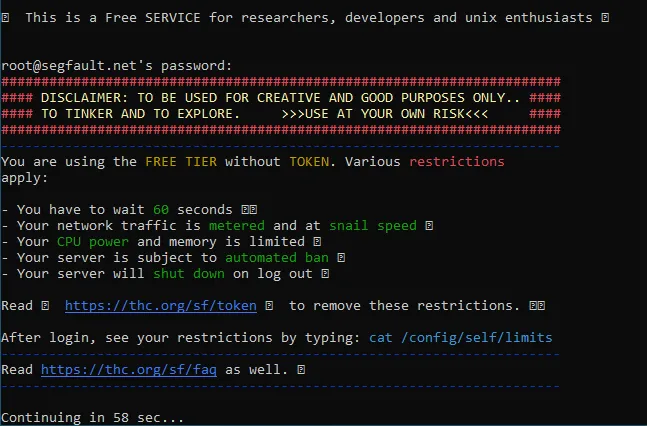 This is a Free SERVICE for researchers, developers and unix enthusiasts
root@segfault.net's password:
######################################################################
#### DISCLAIMER: TO BE USED FOR CREATIVE AND GOOD PURPOSES ONLY.. ####
#### TO TINKER AND TO EXPLORE.     >>>USE AT YOUR OWN RISK<<<     ####
######################################################################
----------------------------------------------------------------------
You are using the FREE TIER without TOKEN. Various restrictions
apply:
- You have to wait 60 seconds
- Your network traffic is metered and at snail speed
- Your CPU power and memory is limited
- Your server is subject to automated ban
- Your server will shut down on log out
Read https://thc.org/sf/token to remove these restrictions.
After login, see your restrictions by typing: cat /config/self/limits
----------------------------------------------------------------------
Read https://thc.org/sf/faq as well.
----------------------------------------------------------------------
Continuing in 58 sec...